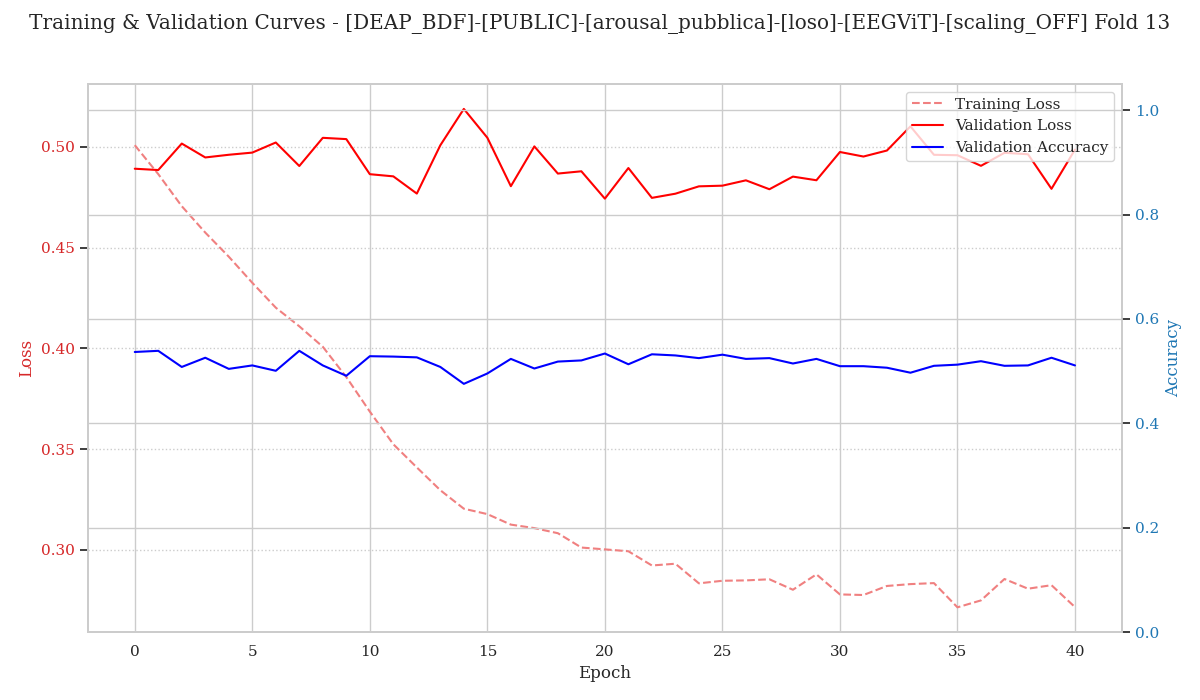 Training & Validation Curves - [DEAP_BDF]-[PUBLIC]-[arousal_pubblica]-[loso]-[EEGViT]-[scaling_OFF] Fold 13
Training Loss
Validation Loss
Validation Accuracy
0.50
0.45
0.40
0.35
0.30
Loss
1.0
0.8
0.6
0.4
0.2
0.0
Accuracy
0 5 10 15 20 25 30 35 40
Epoch